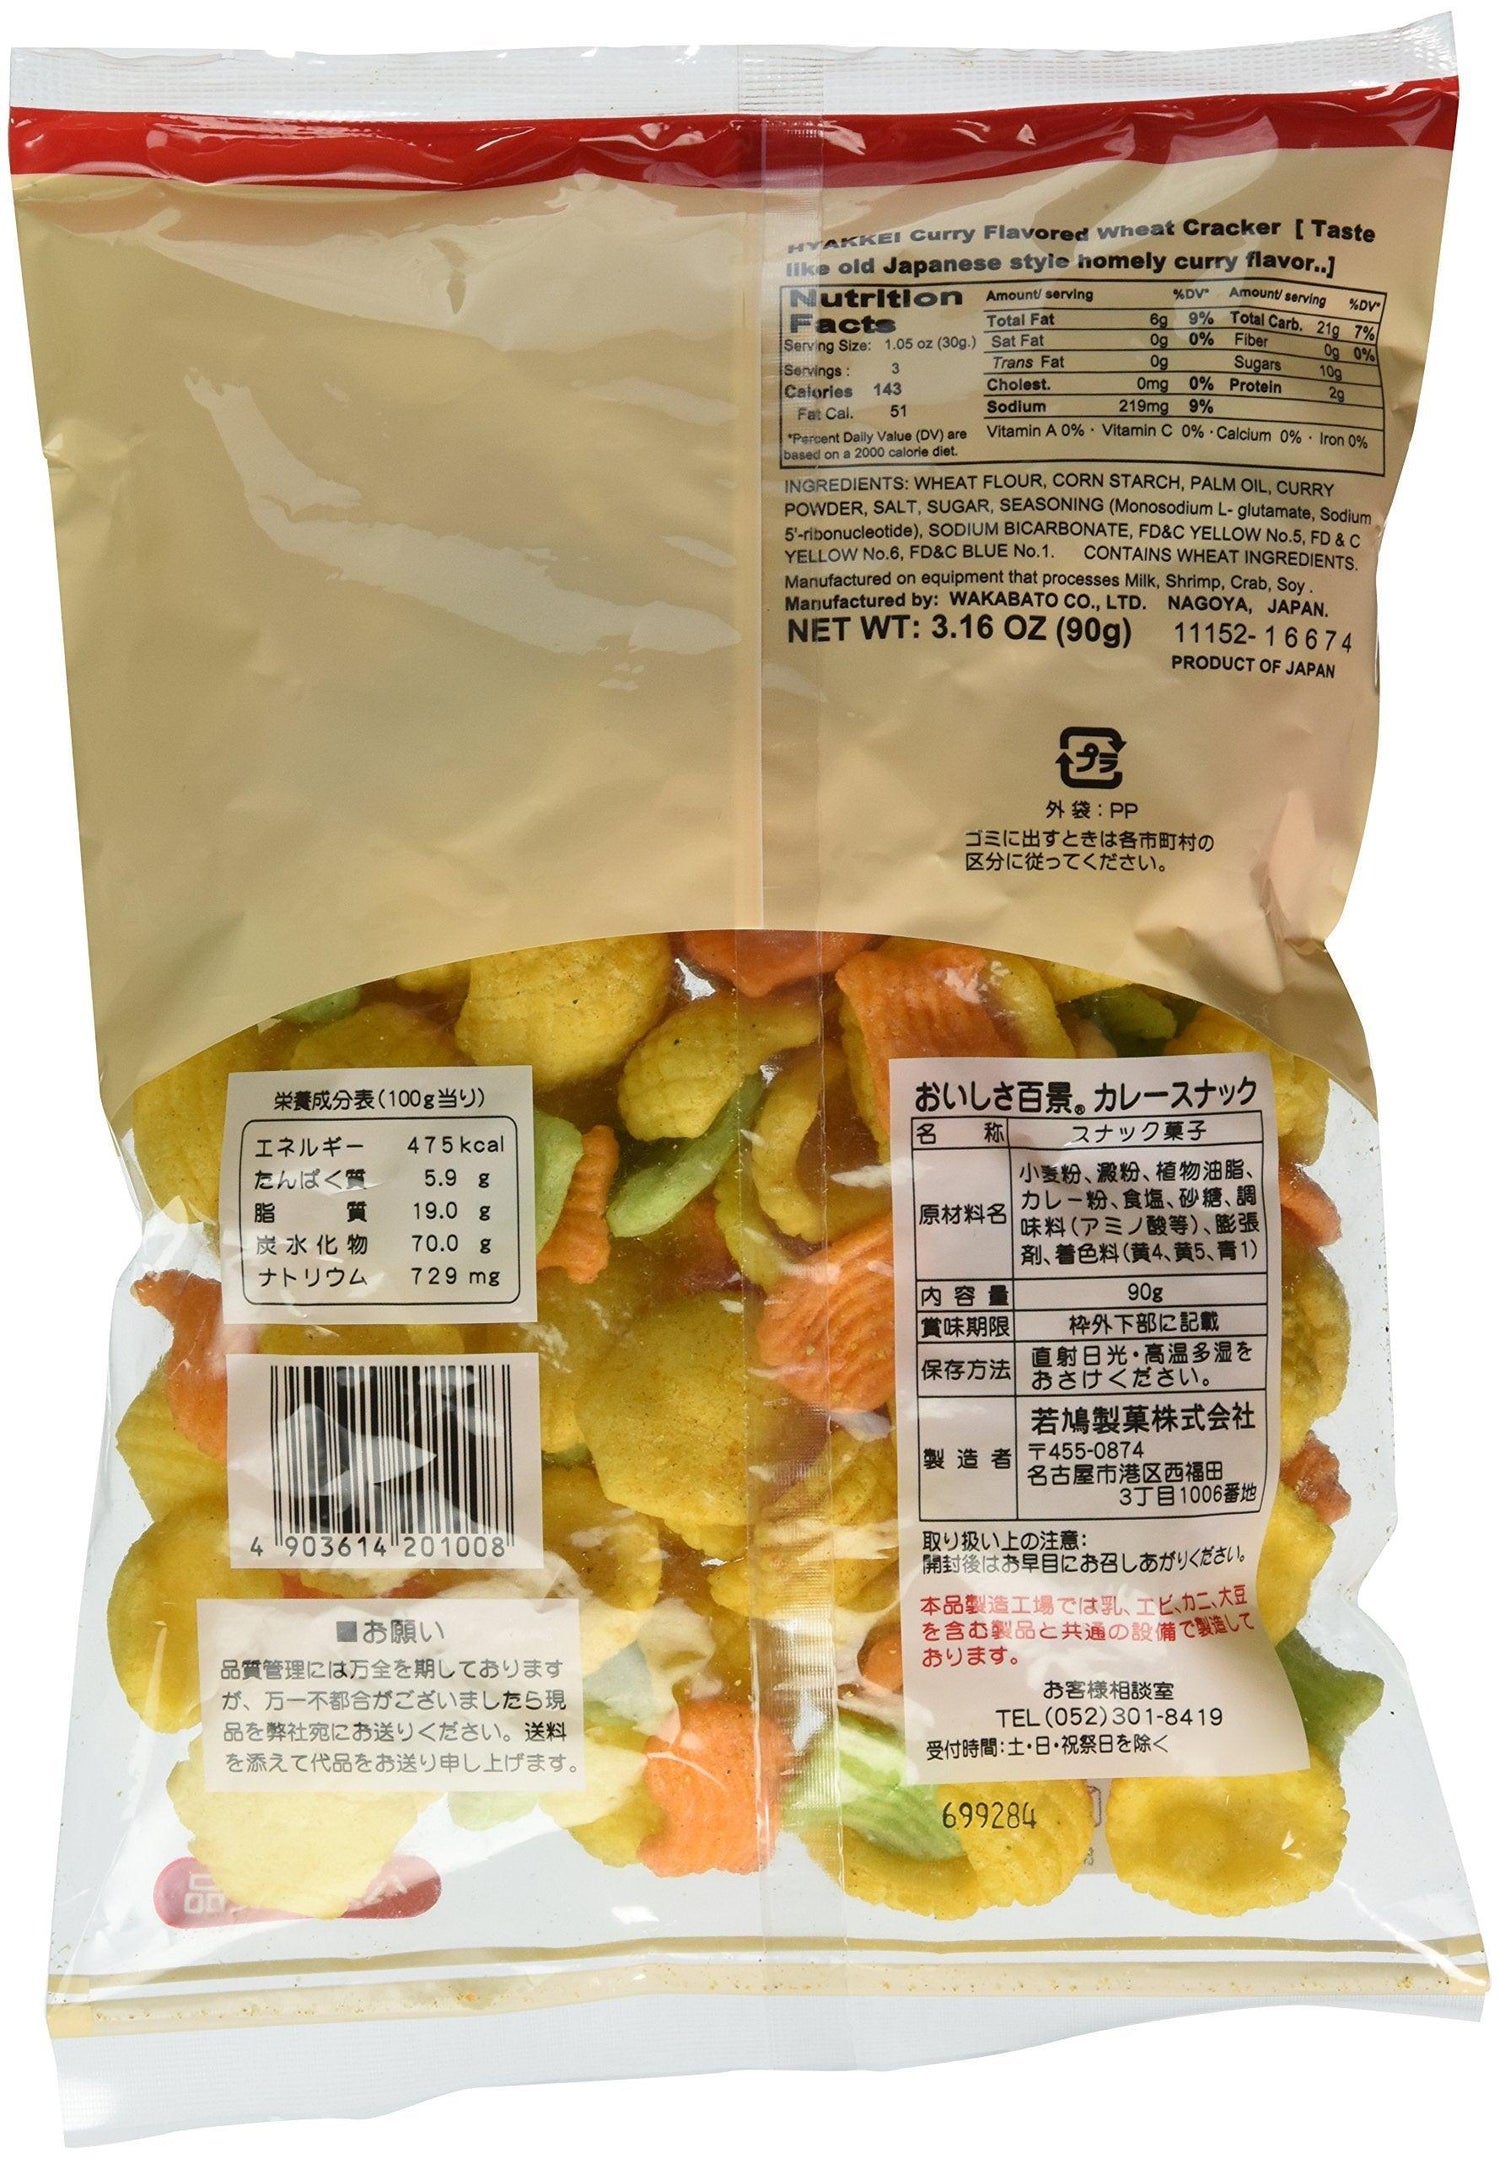 HYAKKEI Curry Flavored Wheat Cracker [ Taste
like old Japanese style homely curry flavor..]
Nutrition
Facts
Serving Size: 1.05 oz (30g.)
Servings : 3
Calories 143
Fat Cal. 51
*Percent Daily Value (DV) are
based on a 2000 calorie diet.
Amount/ serving %DV* Amount/ serving %DV*
Total Fat 6g 9% Total Carb. 21g 7%
Sat Fat 0g 0% Fiber 0g 0%
Trans Fat 0g Sugars 10g
Cholest. 0mg 0% Protein 2g
Sodium 219mg 9%
Vitamin A 0% · Vitamin C 0% · Calcium 0% · Iron 0%
INGREDIENTS: WHEAT FLOUR, CORN STARCH, PALM OIL, CURRY
POWDER, SALT, SUGAR, SEASONING (Monosodium L- glutamate, Sodium
5'-ribonucleotide), SODIUM BICARBONATE, FD&C YELLOW No.5, FD & C
YELLOW No.6, FD&C BLUE No.1. CONTAINS WHEAT INGREDIENTS.
Manufactured on equipment that processes Milk, Shrimp, Crab, Soy .
Manufactured by: WAKABATO CO., LTD. NAGOYA, JAPAN.
NET WT: 3.16 OZ (90g) 11152- 1 6 6 7 4
PRODUCT OF JAPAN
プラ
外袋：PP
ゴミに出すときは各市町村の
区分に従ってください。
栄養成分表(100g当り)
エネルギー 475kcal
たんぱく質 5.9 g
脂質 19.0 g
炭水化物 70.0 g
ナトリウム 729 mg
4 903614 201008
■お願い
品質管理には万全を期しております
が、万一不都合がございましたら現
品を弊社宛にお送りください。送料
を添えて代品をお送り申し上げます。
おいしさ百景® カレースナック
名称 スナック菓子
原材料名 小麦粉、澱粉、植物油脂、
カレー粉、食塩、砂糖、調
味料(アミノ酸等)、膨張
剤、着色料(黄4、黄5、青1)
内容量 90g
賞味期限 枠外下部に記載
保存方法 直射日光・高温多湿を
おさけください。
製造者 若鳩製菓株式会社
〒455-0874
名古屋市港区西福田
3丁目1006番地
取り扱い上の注意：
開封後はお早目にお召しあがりください。
本品製造工場では乳、エビ、カニ、大豆
を含む製品と共通の設備で製造して
おります。
お客様相談室
TEL(052)301-8419
受付時間：土・日・祝祭日を除く
699284